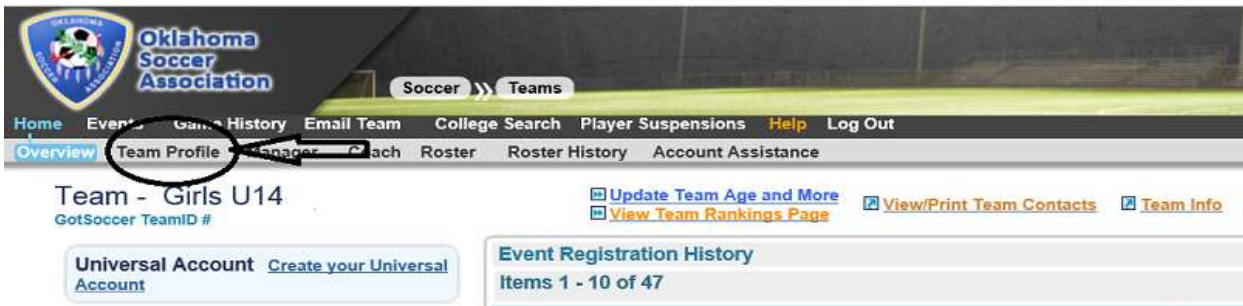 OKLAHOMA
SOCCER
ASSOCIATION
Oklahoma
Soccer
Association
Soccer » Teams
Home Events Game History Email Team College Search Player Suspensions Help Log Out
Overview Team Profile Manager Coach Roster Roster History Account Assistance
Team - Girls U14
GotSoccer TeamID #
Update Team Age and More
View Team Rankings Page
View/Print Team Contacts
Team Info
Universal Account Create your Universal
Account
Event Registration History
Items 1 - 10 of 47